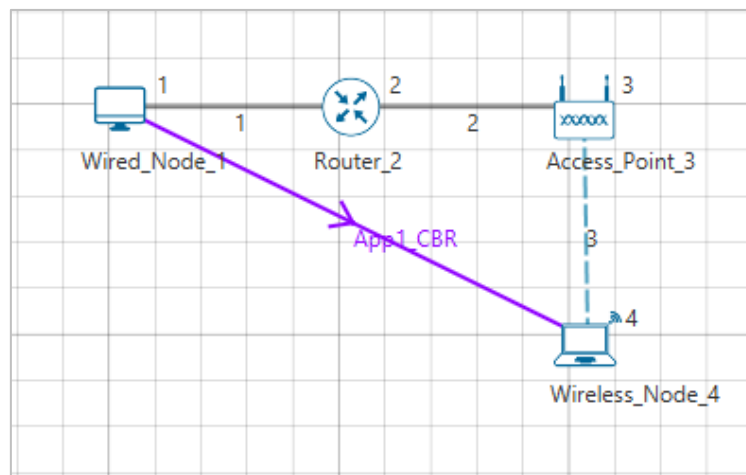 1
2
3
1
2
Wired_Node_1
Router_2
Access_Point_3
App1_CBR
3
4
Wireless_Node_4